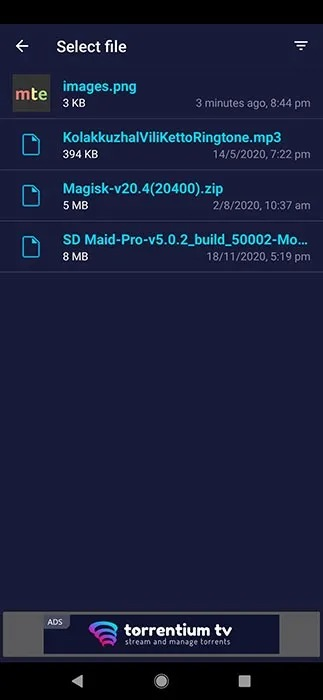 Select file
mte
images.png
3 KB
3 minutes ago, 8:44 pm
KolakkuzhalViliKettoRingtone.mp3
394 KB
14/5/2020, 7:22 pm
Magisk-v20.4(20400).zip
5 MB
2/8/2020, 10:37 am
SD Maid-Pro-v5.0.2_build_50002-Mo...
8 MB
18/11/2020, 5:19 pm
ADS
torrentium tv
stream and manage torrents